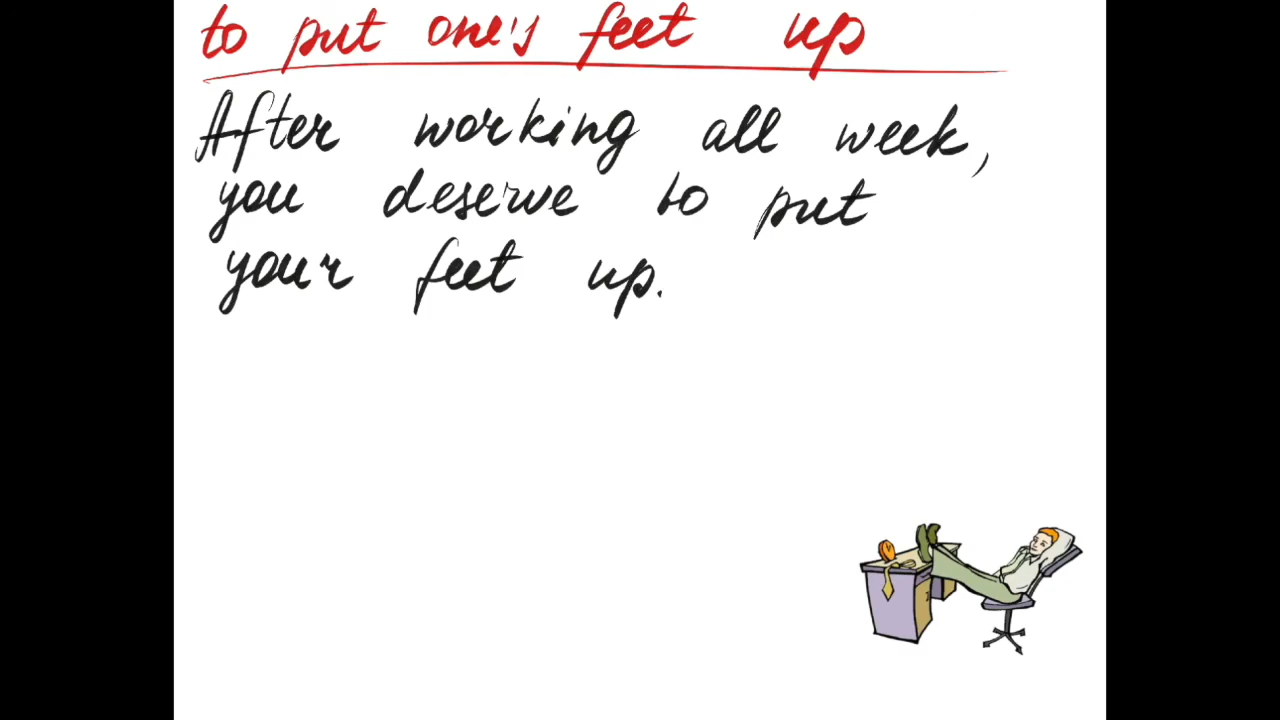 to put one's feet up
After working all week,
you deserve to put
your feet up.